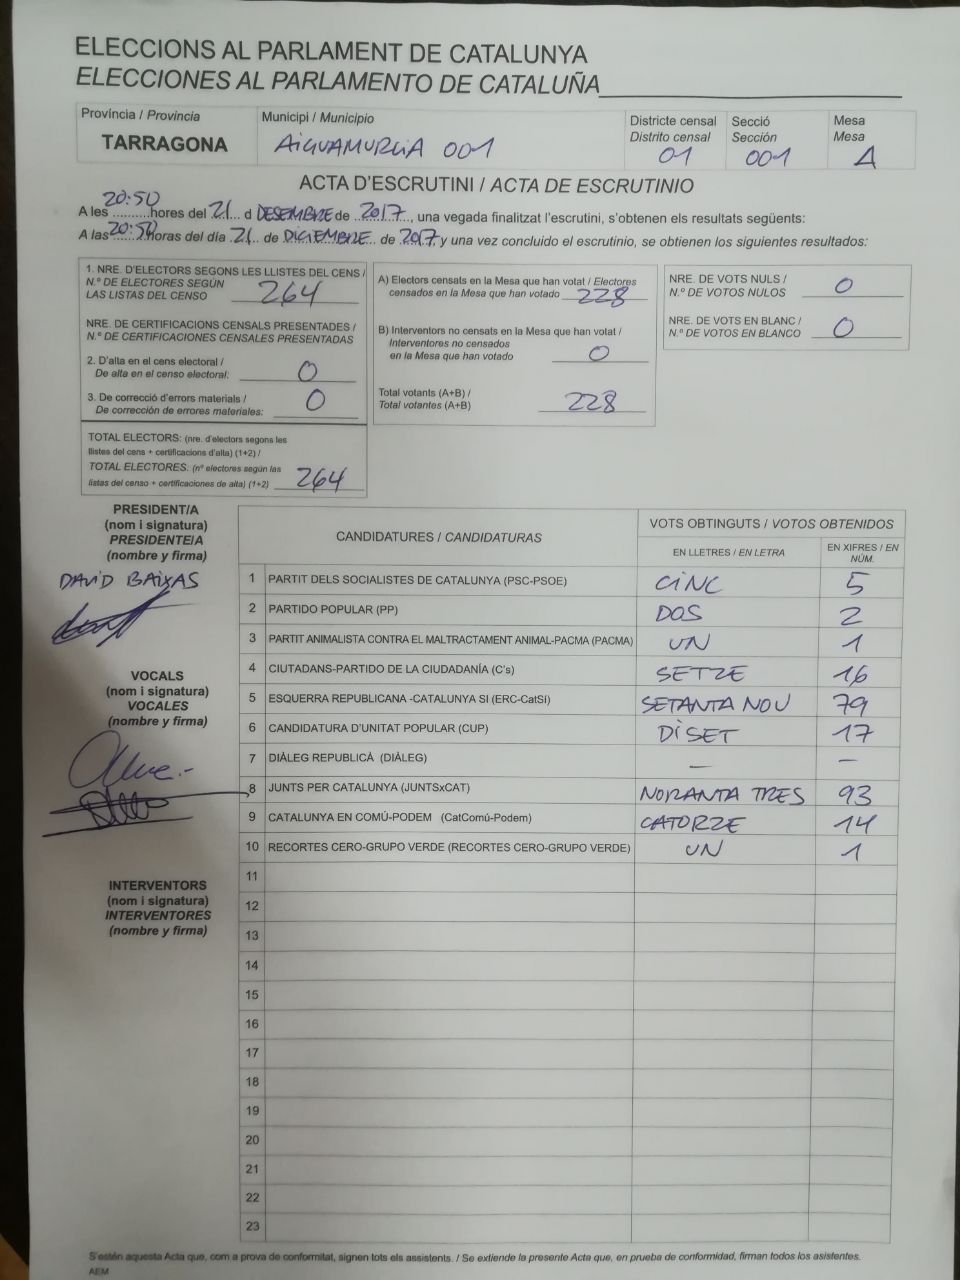 ELECCIONS AL PARLAMENT DE CATALUNYA
ELECCIONES AL PARLAMENTO DE CATALUÑA
Província / Provincia
TARRAGONA
Municipi / Municipio
AiGUAMURCiA 001
Districte censal
Distrito censal
01
Secció
Sección
001
Mesa
Mesa
A
ACTA D'ESCRUTINI / ACTA DE ESCRUTINIO
A les 20:50 hores del 21 d DESEMBRE de 2017, una vegada finalitzat l'escrutini, s'obtenen els resultats següents:
A las 20:50 horas del día 21 de DiCiEMBRE de 2017 y una vez concluido el escrutinio, se obtienen los siguientes resultados:
1. NRE. D'ELECTORS SEGONS LES LLISTES DEL CENS /
N.º DE ELECTORES SEGÚN
LAS LISTAS DEL CENSO 264
NRE. DE CERTIFICACIONS CENSALS PRESENTADES /
N.º DE CERTIFICACIONES CENSALES PRESENTADAS
2. D'alta en el cens electoral /
De alta en el censo electoral: 0
3. De correcció d'errors materials /
De corrección de errores materiales: 0
TOTAL ELECTORS: (nre. d'electors segons les
llistes del cens + certificacions d'alta) (1+2) /
TOTAL ELECTORES: (nº electores según las
listas del censo + certificaciones de alta) (1+2) 264
A) Electors censats en la Mesa que han votat / Electores
censados en la Mesa que han votado 228
B) Interventors no censats en la Mesa que han votat /
Interventores no censados
en la Mesa que han votado 0
Total votants (A+B) /
Total votantes (A+B) 228
NRE. DE VOTS NULS /
N.º DE VOTOS NULOS 0
NRE. DE VOTS EN BLANC /
N.º DE VOTOS EN BLANCO 0
PRESIDENT/A
(nom i signatura)
PRESIDENTE/A
(nombre y firma)
DAViD BAiXAS
VOCALS
(nom i signatura)
VOCALES
(nombre y firma)
INTERVENTORS
(nom i signatura)
INTERVENTORES
(nombre y firma)
CANDIDATURES / CANDIDATURAS
VOTS OBTINGUTS / VOTOS OBTENIDOS
EN LLETRES / EN LETRA
EN XIFRES / EN
NÚM.
1 PARTIT DELS SOCIALISTES DE CATALUNYA (PSC-PSOE) CiNC 5
2 PARTIDO POPULAR (PP) DOS 2
3 PARTIT ANIMALISTA CONTRA EL MALTRACTAMENT ANIMAL-PACMA (PACMA) UN 1
4 CIUTADANS-PARTIDO DE LA CIUDADANÍA (C's) SETZE 16
5 ESQUERRA REPUBLICANA -CATALUNYA SI (ERC-CatSí) SETANTA NOU 79
6 CANDIDATURA D'UNITAT POPULAR (CUP) DiSET 17
7 DIÀLEG REPUBLICÀ (DIÀLEG) — —
8 JUNTS PER CATALUNYA (JUNTSxCAT) NORANTA TRES 93
9 CATALUNYA EN COMÚ-PODEM (CatComú-Podem) CATORZE 14
10 RECORTES CERO-GRUPO VERDE (RECORTES CERO-GRUPO VERDE) UN 1
11
12
13
14
15
16
17
18
19
20
21
22
23
S'estén aquesta Acta que, com a prova de conformitat, signen tots els assistents. / Se extiende la presente Acta que, en prueba de conformidad, firman todos los asistentes.
AEM